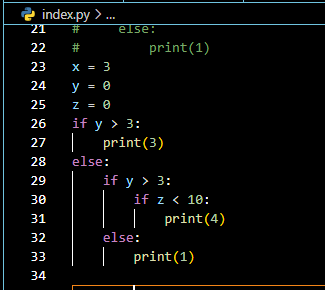 index.py > ...
21 #     else:
22 #         print(1)
23 x = 3
24 y = 0
25 z = 0
26 if y > 3:
27     print(3)
28 else:
29     if y > 3:
30         if z < 10:
31             print(4)
32     else:
33         print(1)
34